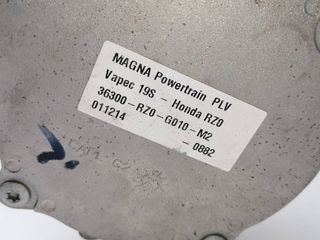 MAGNA Powertrain PLV
Vapec 19S - Honda RZ0
36300-RZ0-G010-M2
011214 - 0882